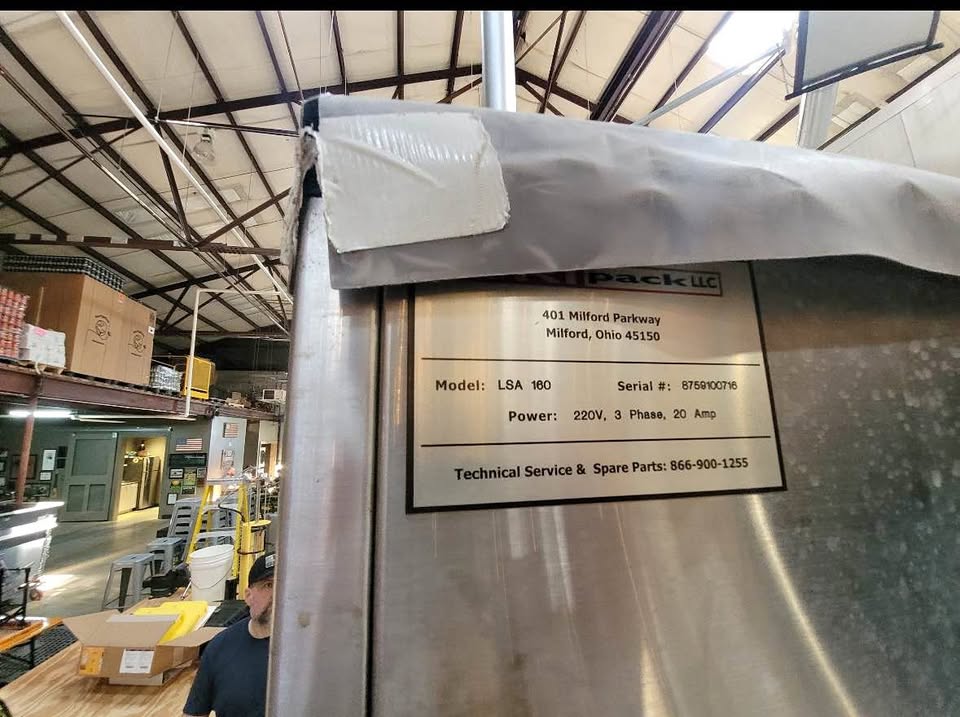 pack LLC
401 Milford Parkway
Milford, Ohio 45150
Model: LSA 160 Serial #: 8759100716
Power: 220V, 3 Phase, 20 Amp
Technical Service & Spare Parts: 866-900-1255